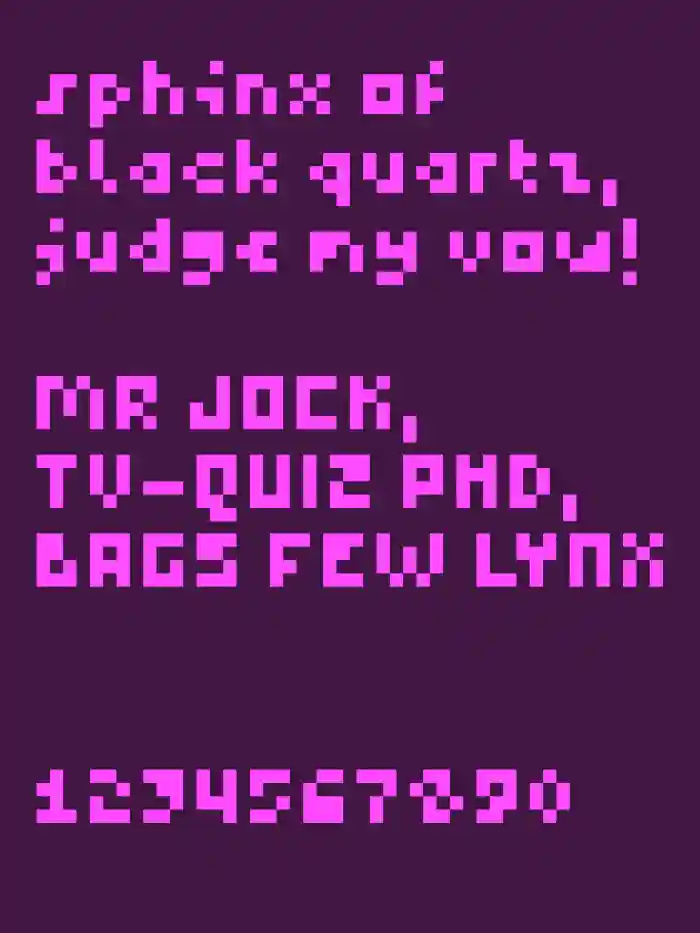 sphinx of
black quartz,
judge my vow!
MR JOCK,
TV-QUIZ PHD,
BAGS FEW LYNX
1234567890